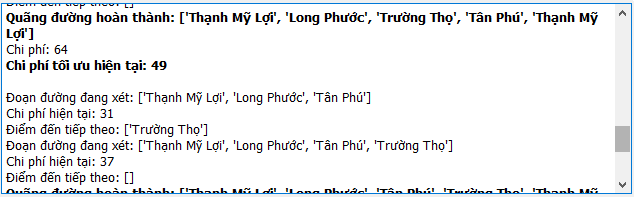 Điểm đến tiếp theo: []
Quãng đường hoàn thành: ['Thạnh Mỹ Lợi', 'Long Phước', 'Trường Thọ', 'Tân Phú', 'Thạnh Mỹ
Lợi']
Chi phí: 64
Chi phí tối ưu hiện tại: 49
Đoạn đường đang xét: ['Thạnh Mỹ Lợi', 'Long Phước', 'Tân Phú']
Chi phí hiện tại: 31
Điểm đến tiếp theo: ['Trường Thọ']
Đoạn đường đang xét: ['Thạnh Mỹ Lợi', 'Long Phước', 'Tân Phú', 'Trường Thọ']
Chi phí hiện tại: 37
Điểm đến tiếp theo: []
Quãng đường hoàn thành: ['Thạnh Mỹ Lợi', 'Long Phước', 'Tân Phú', 'Trường Thọ', 'Thạnh Mỹ